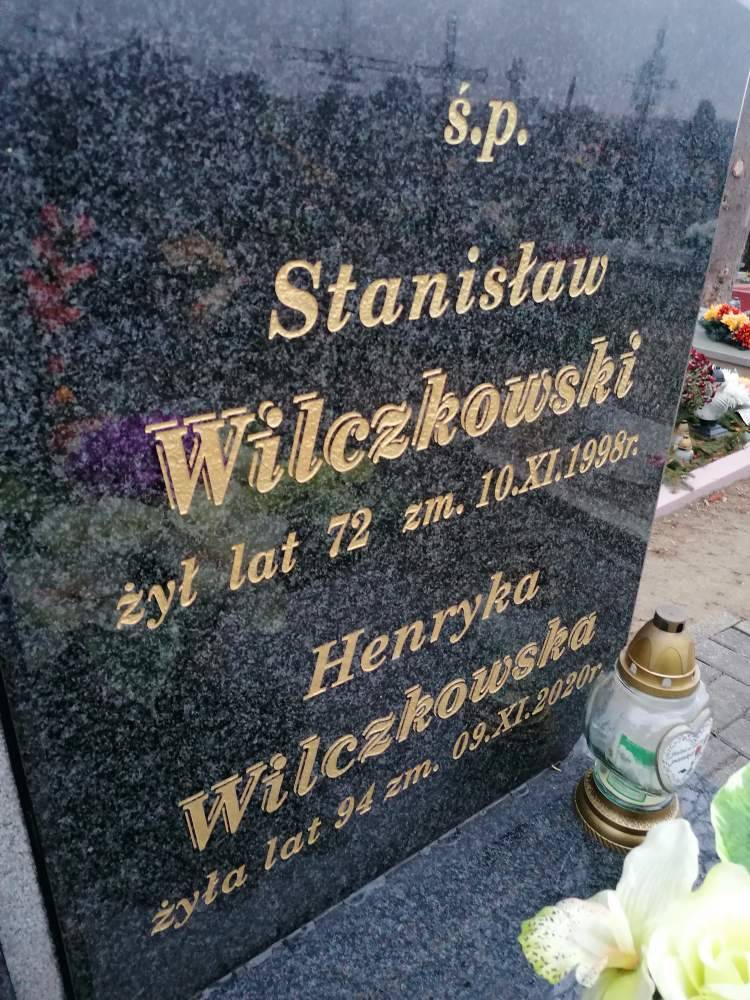 ś.p.
Stanisław
Wilczkowski
żył lat 72 zm. 10.XI.1998r.
Henryka
Wilczkowska
żyła lat 94 zm. 09.XI.2020r.